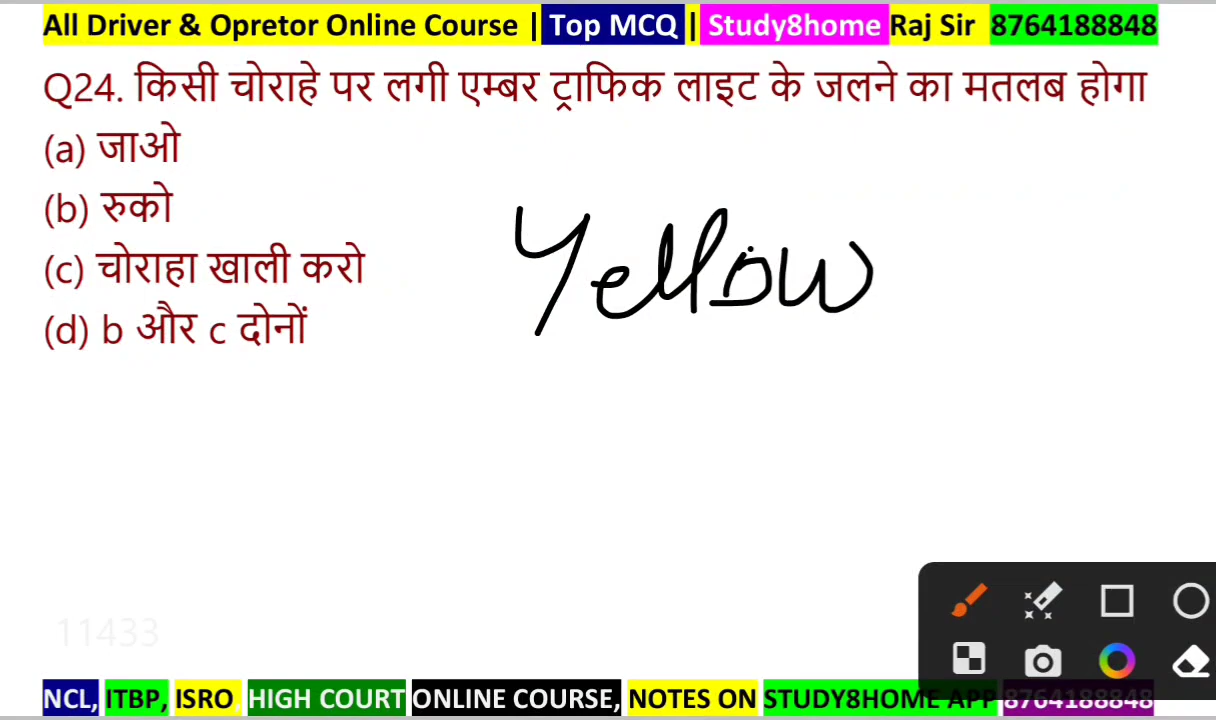 All Driver & Opretor Online Course | Top MCQ | Study8home Raj Sir 8764188848
Q24. किसी चोराहे पर लगी एम्बर ट्राफिक लाइट के जलने का मतलब होगा
(a) जाओ
(b) रुको
(c) चोराहा खाली करो
(d) b और c दोनों
Yellow
11433
NCL, ITBP, ISRO, HIGH COURT ONLINE COURSE, NOTES ON STUDY8HOME APP 8764188848